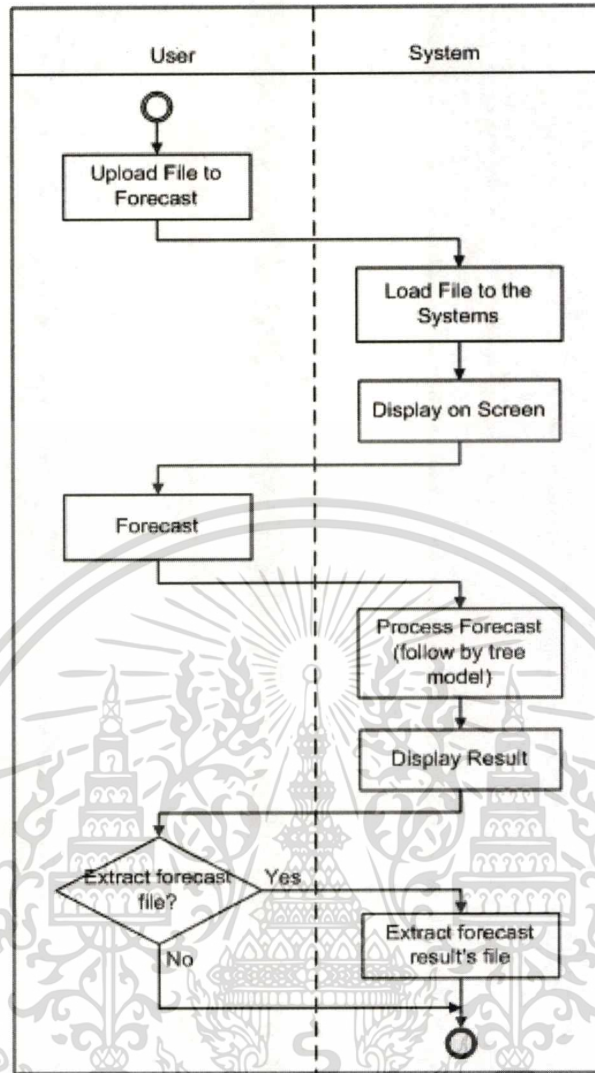 User
System
Upload File to
Forecast
Load File to the
Systems
Display on Screen
Forecast
Process Forecast
(follow by tree
model)
Display Result
Extract forecast
file?
Yes
Extract forecast
result's file
No